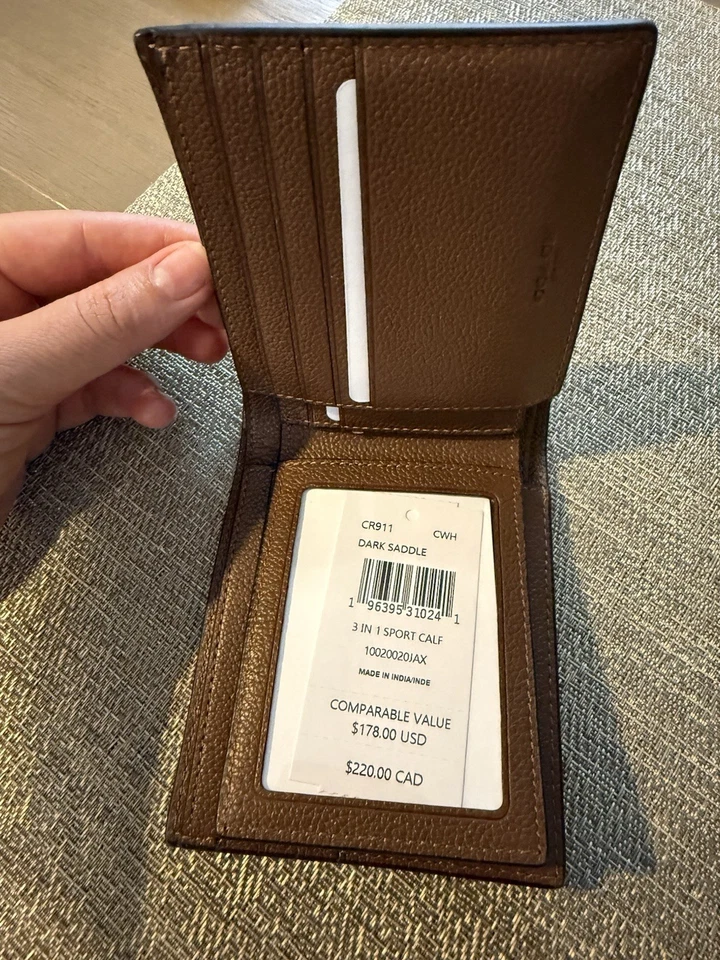 CR911 CWH
DARK SADDLE
1 96395 31024 1
3 IN 1 SPORT CALF
10020020JAX
MADE IN INDIA/INDE
COMPARABLE VALUE
$178.00 USD
$220.00 CAD